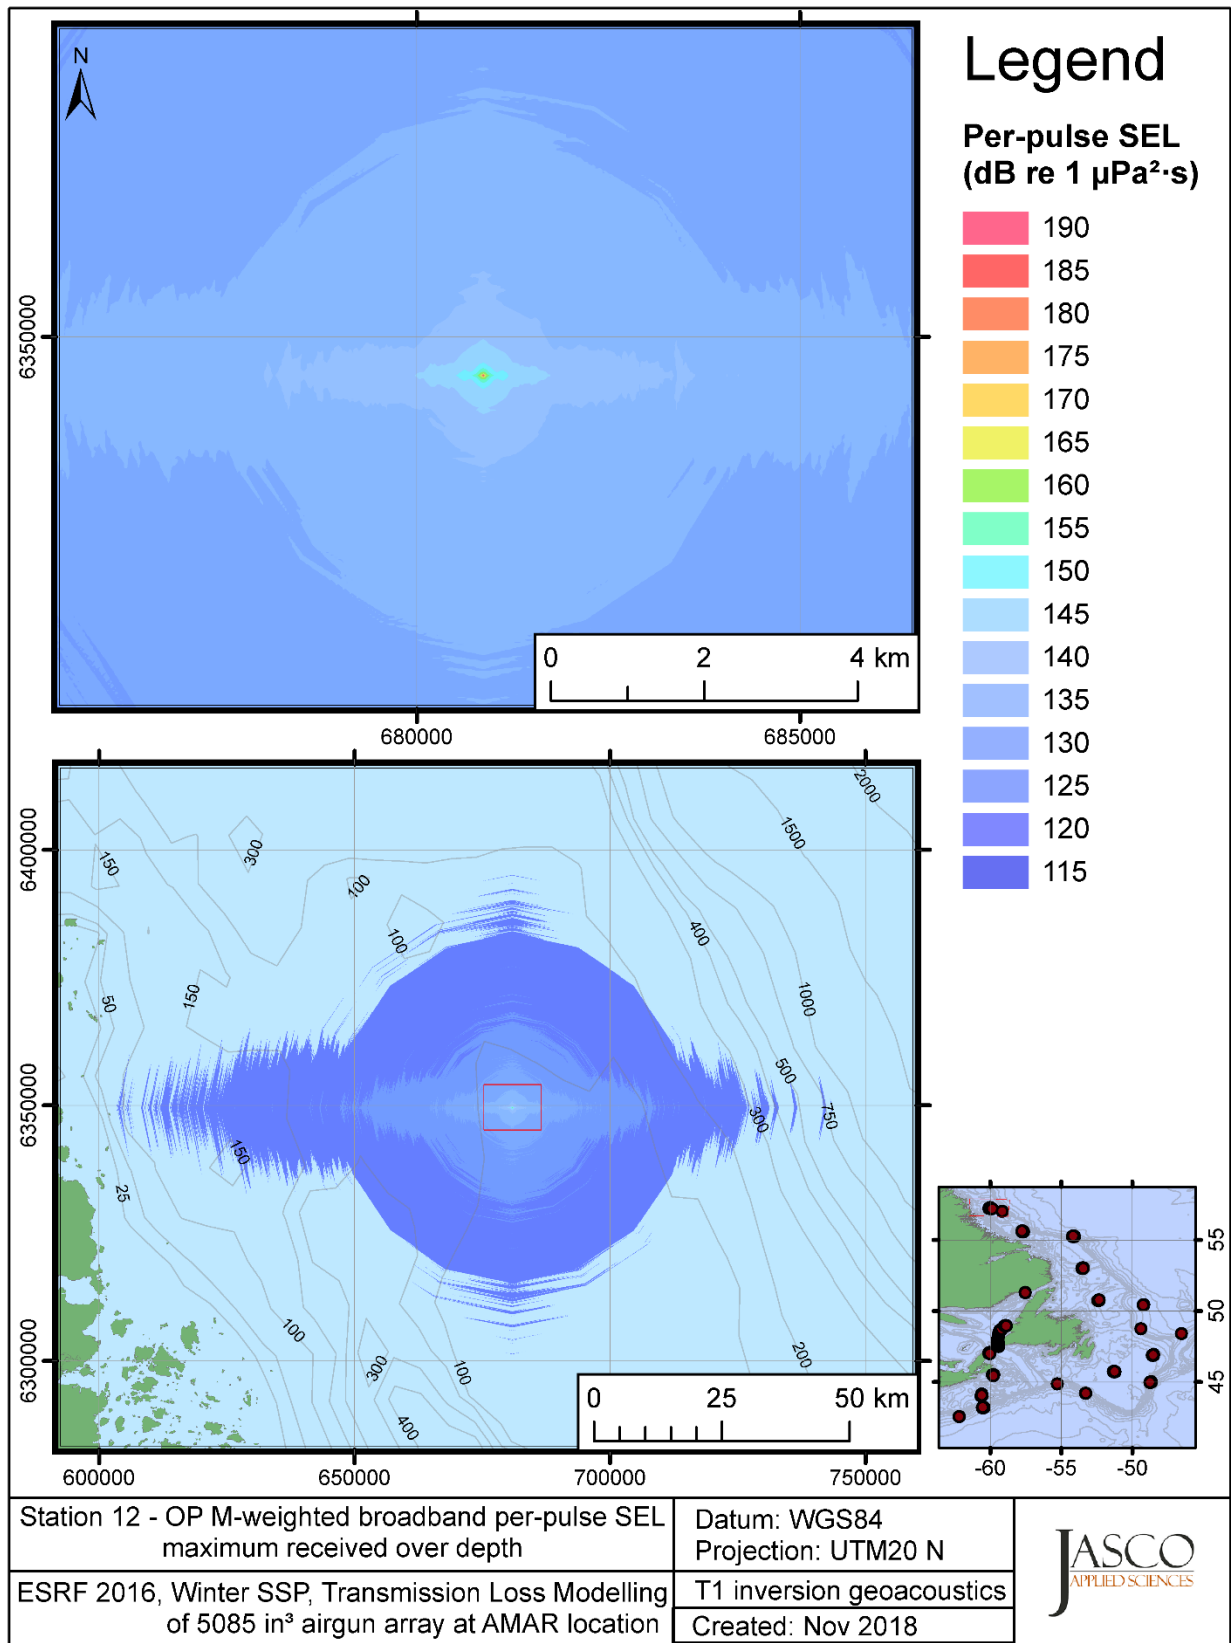 N
6350000
680000
685000
0 2 4 km
Legend
Per-pulse SEL
(dB re 1 µPa²·s)
190
185
180
175
170
165
160
155
150
145
140
135
130
125
120
115
6400000
6350000
6300000
600000
650000
700000
750000
150
300
100
100
150
50
150
25
100
300
400
100
200
300
750
500
1000
400
1500
2000
0 25 50 km
55
50
45
-60 -55 -50
Station 12 - OP M-weighted broadband per-pulse SEL
maximum received over depth
ESRF 2016, Winter SSP, Transmission Loss Modelling
of 5085 in³ airgun array at AMAR location
Datum: WGS84
Projection: UTM20 N
T1 inversion geoacoustics
Created: Nov 2018
JASCO
APPLIED SCIENCES